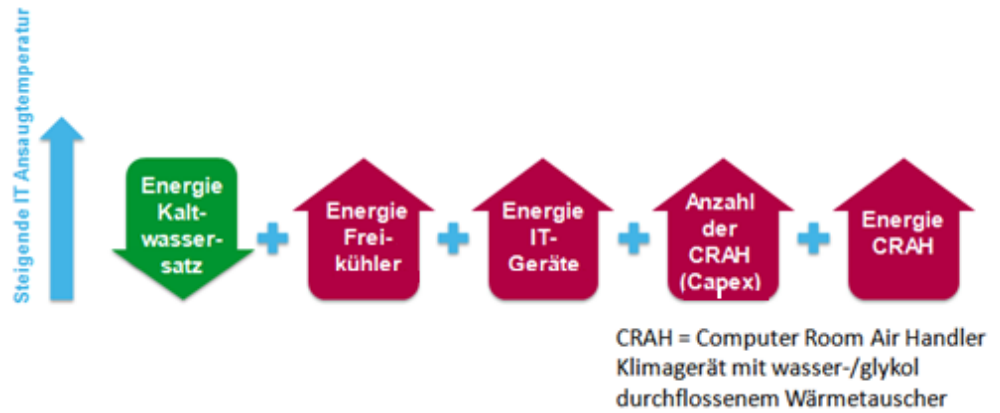 Steigende IT Ansaugtemperatur
Energie
Kalt-
wasser-
satz
Energie
Frei-
kühler
Energie
IT-
Geräte
Anzahl
der
CRAH
(Capex)
Energie
CRAH
CRAH = Computer Room Air Handler
Klimagerät mit wasser-/glykol
durchflossenem Wärmetauscher